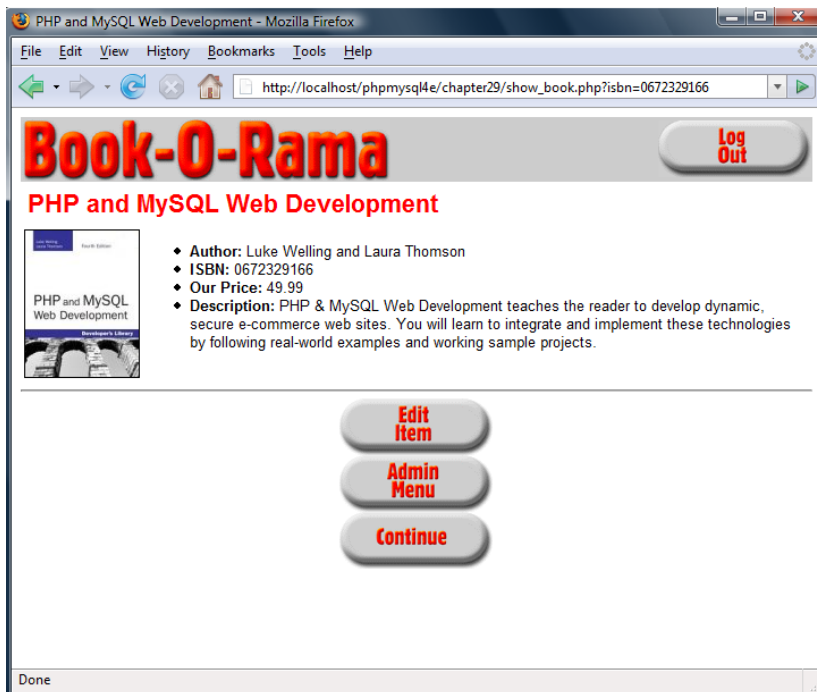 PHP and MySQL Web Development - Mozilla Firefox
File Edit View History Bookmarks Tools Help
http://localhost/phpmysql4e/chapter29/show_book.php?isbn=0672329166
Book-O-Rama
Log
Out
PHP and MySQL Web Development
Luke Welling
Laura Thomson
Fourth Edition
PHP and MySQL
Web Development
Developer's Library
Author: Luke Welling and Laura Thomson
ISBN: 0672329166
Our Price: 49.99
Description: PHP & MySQL Web Development teaches the reader to develop dynamic,
secure e-commerce web sites. You will learn to integrate and implement these technologies
by following real-world examples and working sample projects.
Edit
Item
Admin
Menu
Continue
Done